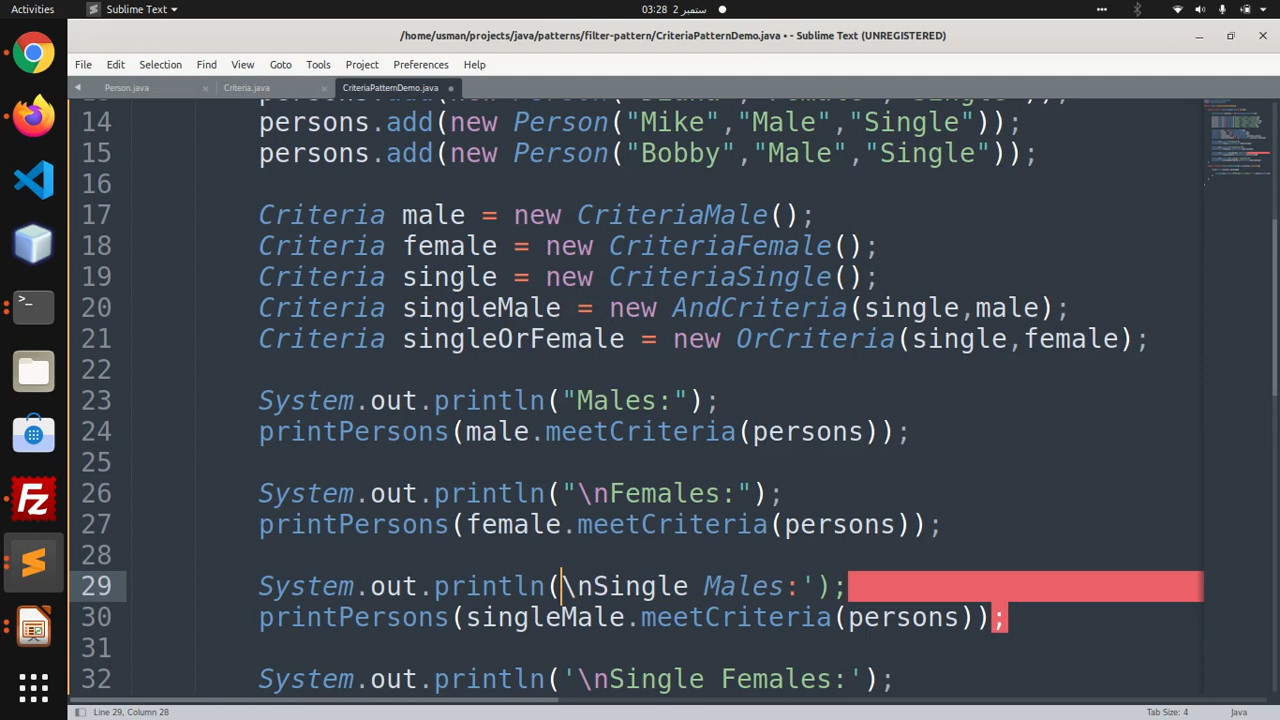 Activities
Sublime Text
03:28 2 ستمبر
/home/usman/projects/java/patterns/filter-pattern/CriteriaPatternDemo.java • - Sublime Text (UNREGISTERED)
File Edit Selection Find View Goto Tools Project Preferences Help
Person.java Criteria.java CriteriaPatternDemo.java
14 persons.add(new Person("Mike","Male","Single"));
15 persons.add(new Person("Bobby","Male","Single"));
16
17 Criteria male = new CriteriaMale();
18 Criteria female = new CriteriaFemale();
19 Criteria single = new CriteriaSingle();
20 Criteria singleMale = new AndCriteria(single,male);
21 Criteria singleOrFemale = new OrCriteria(single,female);
22
23 System.out.println("Males:");
24 printPersons(male.meetCriteria(persons));
25
26 System.out.println("\nFemales:");
27 printPersons(female.meetCriteria(persons));
28
29 System.out.println(\nSingle Males:');
30 printPersons(singleMale.meetCriteria(persons));
31
32 System.out.println('\nSingle Females:');
Line 29, Column 28
Tab Size: 4
Java